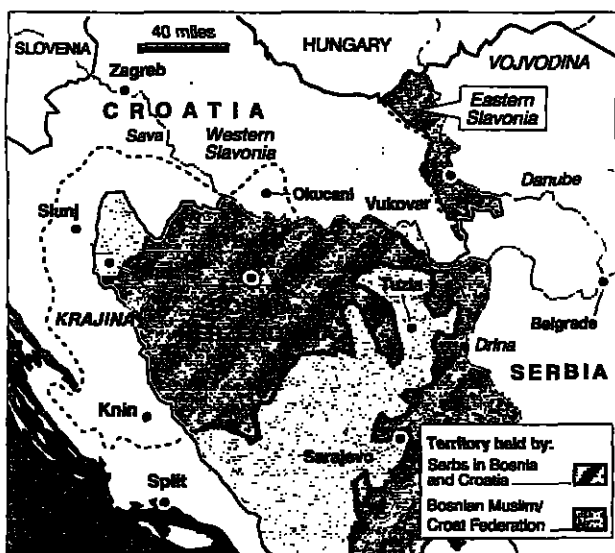 40 miles
SLOVENIA
HUNGARY
VOJVODINA
Zagreb
CROATIA
Eastern
Slavonia
Sava
Western
Slavonia
Okucani
Vukovar
Danube
Slunj
Tuzla
KRAJINA
Belgrade
Drina
SERBIA
Knin
Sarajevo
Split
Territory held by:
Serbs in Bosnia
and Croatia
Bosnian Muslim/
Croat Federation